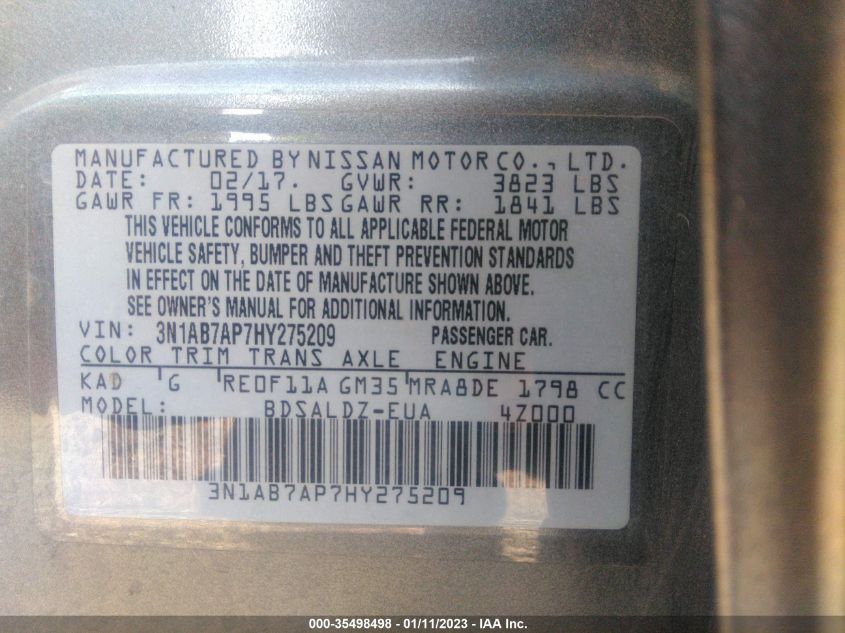 MANUFACTURED BY NISSAN MOTOR CO., LTD.
DATE: 02/17. GVWR: 3823 LBS
GAWR FR: 1995 LBS GAWR RR: 1841 LBS
THIS VEHICLE CONFORMS TO ALL APPLICABLE FEDERAL MOTOR
VEHICLE SAFETY, BUMPER AND THEFT PREVENTION STANDARDS
IN EFFECT ON THE DATE OF MANUFACTURE SHOWN ABOVE.
SEE OWNER'S MANUAL FOR ADDITIONAL INFORMATION.
VIN: 3N1AB7AP7HY275209 PASSENGER CAR.
COLOR TRIM TRANS AXLE ENGINE
KAD G RE0F11A GM35 MRA8DE 1798 CC
MODEL: BDSALDZ-EUA 4Z000
3N1AB7AP7HY275209
000-35498498 - 01/11/2023 - IAA Inc.